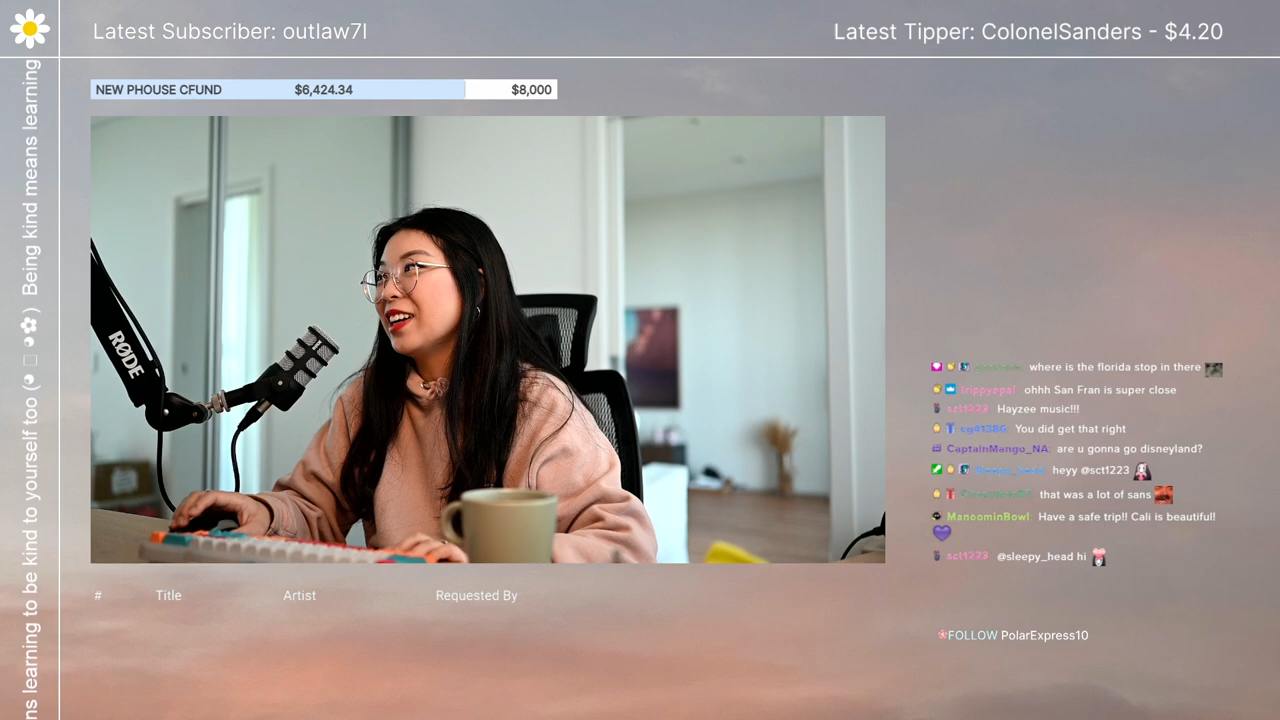 Latest Subscriber: outlaw7l
Latest Tipper: ColonelSanders - $4.20
NEW PHOUSE CFUND $6,424.34 $8,000
ns learning to be kind to yourself too ( ) Being kind means learning
RØDE
where is the florida stop in there
trippyopal ohhh San Fran is super close
sct1223 Hayzee music!!!
cg4138G You did get that right
CaptainMango_NA: are u gonna go disneyland?
heyy @sct1223
that was a lot of sans
ManoominBowl: Have a safe trip!! Cali is beautiful!
sct1223 @sleepy_head hi
# Title Artist Requested By
FOLLOW PolarExpress10